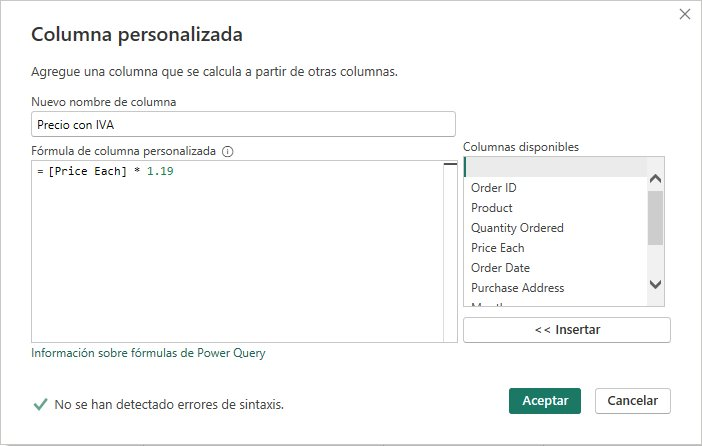 Columna personalizada
Agregue una columna que se calcula a partir de otras columnas.
Nuevo nombre de columna
Precio con IVA
Fórmula de columna personalizada
= [Price Each] * 1.19
Columnas disponibles
Order ID
Product
Quantity Ordered
Price Each
Order Date
Purchase Address
<< Insertar
Información sobre fórmulas de Power Query
No se han detectado errores de sintaxis.
Aceptar
Cancelar